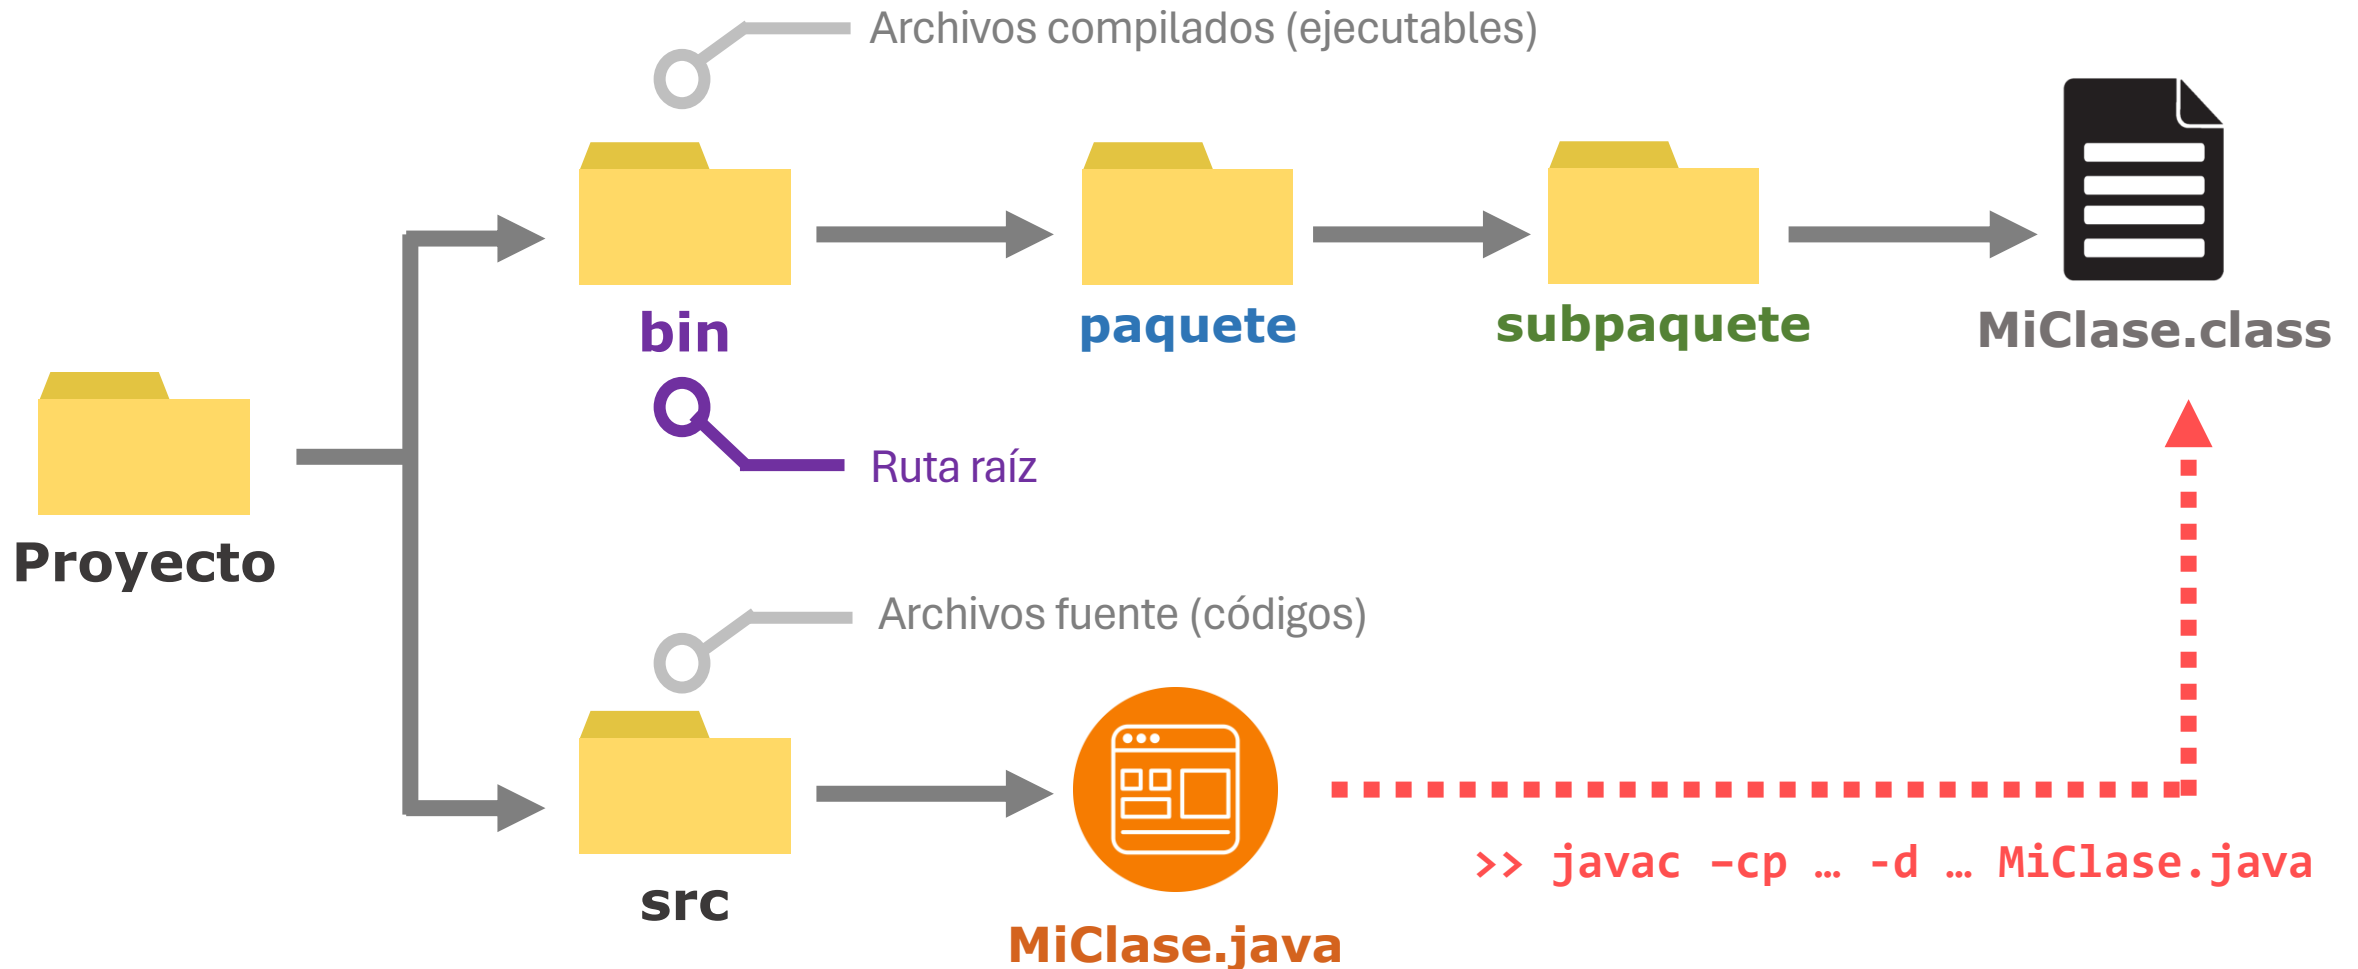 Archivos compilados (ejecutables)
bin
paquete
subpaquete
MiClase.class
Ruta raíz
Proyecto
Archivos fuente (códigos)
src
MiClase.java
>> javac –cp … -d … MiClase.java